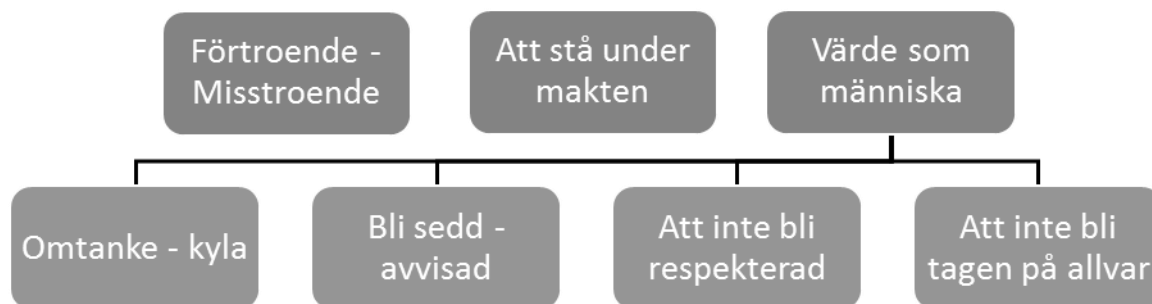 Förtroende -
Misstroende
Att stå under
makten
Värde som
människa
Omtanke - kyla
Bli sedd -
avvisad
Att inte bli
respekterad
Att inte bli
tagen på allvar